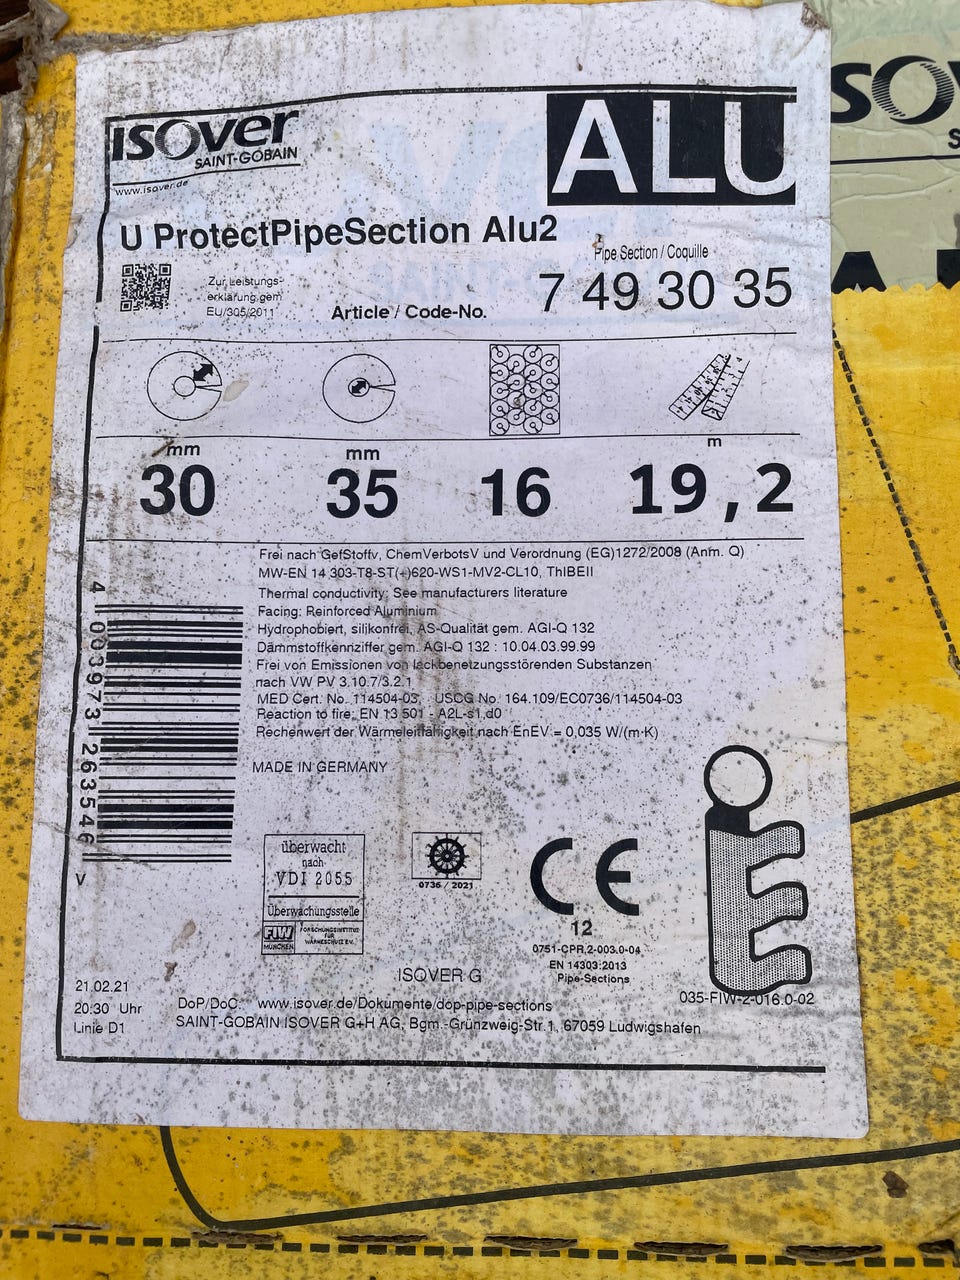 ISOVER
SAINT-GOBAIN
www.isover.de
ALU
U ProtectPipeSection Alu2
Pipe Section / Coquille
Zur Leistungs-
erklärung gem
EU/305/2011
Article / Code-No.
7 49 30 35
mm
mm
m
30
35
16
19,2
Frei nach GefStoffv, ChemVerbotsV und Verordnung (EG)1272/2008 (Anm. Q)
MW-EN 14 303-T8-ST(+)620-WS1-MV2-CL10, ThIBEII
Thermal conductivity: See manufacturers literature
Facing: Reinforced Aluminium
Hydrophobiert, silikonfrei, AS-Qualität gem. AGI-Q 132
Dämmstoffkennziffer gem. AGI-Q 132 : 10.04.03.99.99
Frei von Emissionen von lackbenetzungsstörenden Substanzen
nach VW PV 3.10.7/3.2.1
MED Cert. No. 114504-03, USCG No. 164.109/EC0736/114504-03
Reaction to fire: EN 13 501 - A2L-s1,d0
Rechenwert der Wärmeleitfähigkeit nach EnEV = 0,035 W/(m·K)
MADE IN GERMANY
4 003973 263546 >
überwacht
nach
VDI 2055
Überwachungsstelle
FIW
MÜNCHEN
FORSCHUNGSINSTITUT
FÜR
WÄRMESCHUTZ E.V.
0736 / 2021
CE
12
0751-CPR.2-003.0-04
EN 14303:2013
Pipe-Sections
ISOVER G
035-FIW-2-016.0-02
21.02.21
20:30 Uhr
Linie D1
DoP/DoC: www.isover.de/Dokumente/dop-pipe-sections
SAINT-GOBAIN ISOVER G+H AG, Bgm.-Grünzweig-Str.1, 67059 Ludwigshafen